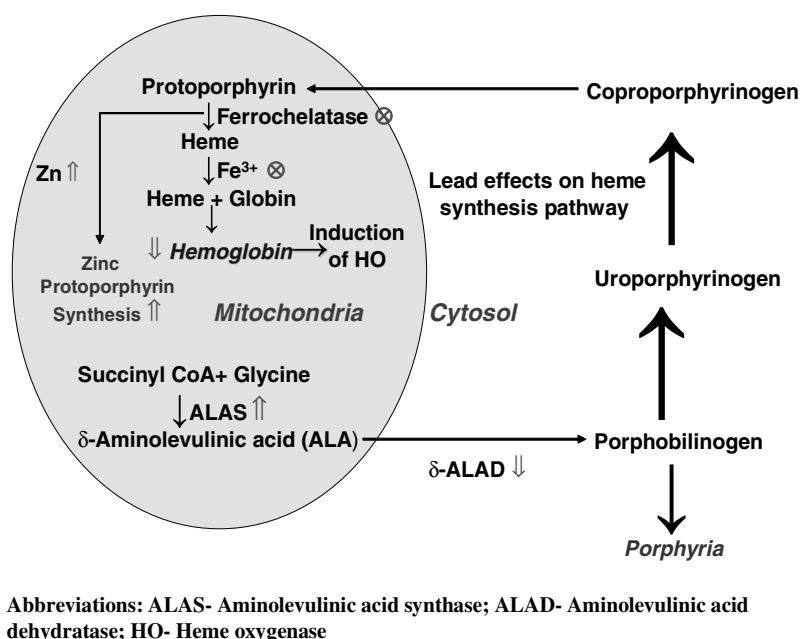 Protoporphyrin
Coproporphyrinogen
Ferrochelatase ⊗
Heme
Zn ⇑
Fe³⁺ ⊗
Lead effects on heme
synthesis pathway
Heme + Globin
⇓ Hemoglobin
Induction
of HO
Zinc
Protoporphyrin
Synthesis ⇑
Uroporphyrinogen
Mitochondria
Cytosol
Succinyl CoA+ Glycine
ALAS ⇑
δ-Aminolevulinic acid (ALA)
Porphobilinogen
δ-ALAD ⇓
Porphyria
Abbreviations: ALAS- Aminolevulinic acid synthase; ALAD- Aminolevulinic acid
dehydratase; HO- Heme oxygenase